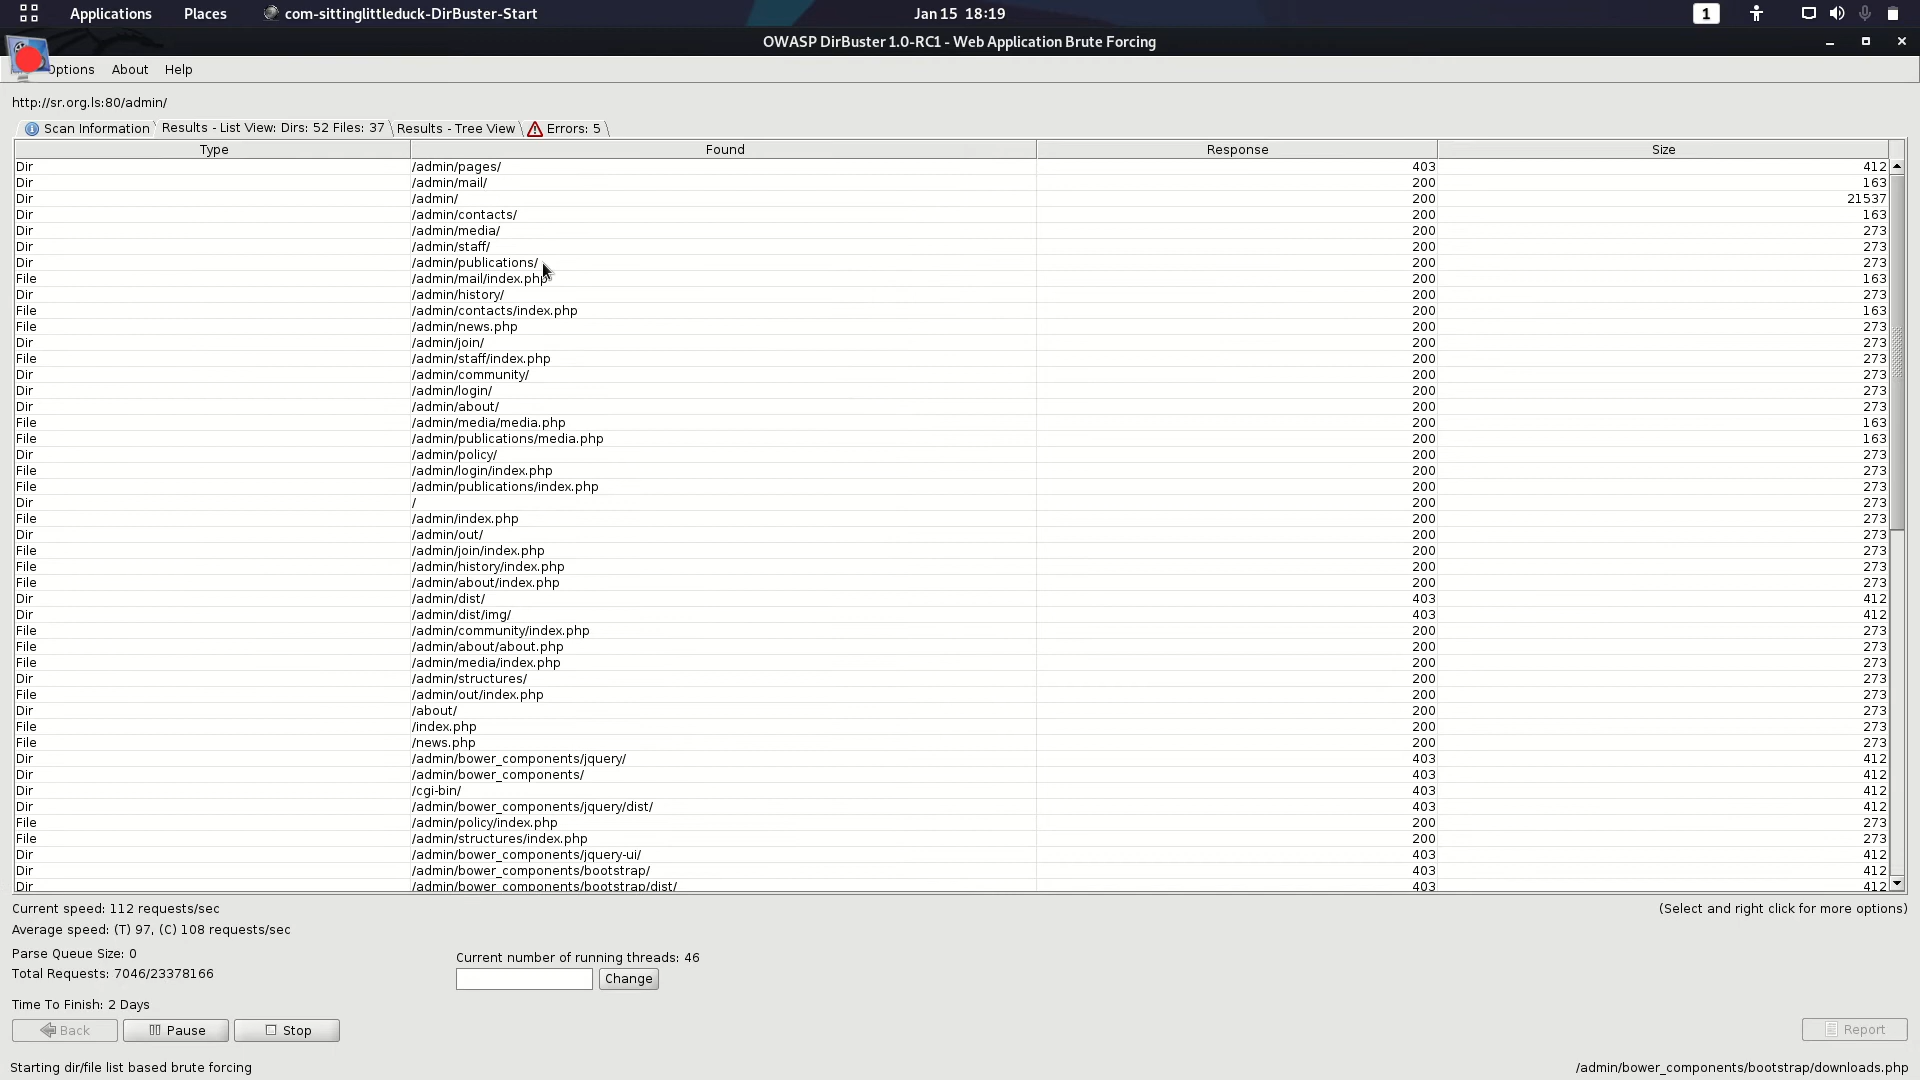 Applications Places com-sittinglittleduck-DirBuster-Start Jan 15 18:19 1
OWASP DirBuster 1.0-RC1 - Web Application Brute Forcing
Options About Help
http://sr.org.ls:80/admin/
Scan Information Results - List View: Dirs: 52 Files: 37 Results - Tree View Errors: 5
Type Found Response Size
Dir /admin/pages/ 403 412
Dir /admin/mail/ 200 163
Dir /admin/ 200 21537
Dir /admin/contacts/ 200 163
Dir /admin/media/ 200 273
Dir /admin/staff/ 200 273
Dir /admin/publications/ 200 273
File /admin/mail/index.php 200 163
Dir /admin/history/ 200 273
File /admin/contacts/index.php 200 163
File /admin/news.php 200 273
Dir /admin/join/ 200 273
File /admin/staff/index.php 200 273
Dir /admin/community/ 200 273
Dir /admin/login/ 200 273
Dir /admin/about/ 200 273
File /admin/media/media.php 200 163
File /admin/publications/media.php 200 163
Dir /admin/policy/ 200 273
File /admin/login/index.php 200 273
File /admin/publications/index.php 200 273
Dir / 200 273
File /admin/index.php 200 273
Dir /admin/out/ 200 273
File /admin/join/index.php 200 273
File /admin/history/index.php 200 273
File /admin/about/index.php 200 273
Dir /admin/dist/ 403 412
Dir /admin/dist/img/ 403 412
File /admin/community/index.php 200 273
File /admin/about/about.php 200 273
File /admin/media/index.php 200 273
Dir /admin/structures/ 200 273
File /admin/out/index.php 200 273
Dir /about/ 200 273
File /index.php 200 273
File /news.php 200 273
Dir /admin/bower_components/jquery/ 403 412
Dir /admin/bower_components/ 403 412
Dir /cgi-bin/ 403 412
Dir /admin/bower_components/jquery/dist/ 403 412
File /admin/policy/index.php 200 273
File /admin/structures/index.php 200 273
Dir /admin/bower_components/jquery-ui/ 403 412
Dir /admin/bower_components/bootstrap/ 403 412
Dir /admin/bower_components/bootstrap/dist/ 403 412
Current speed: 112 requests/sec (Select and right click for more options)
Average speed: (T) 97, (C) 108 requests/sec
Parse Queue Size: 0 Current number of running threads: 46
Total Requests: 7046/23378166 Change
Time To Finish: 2 Days
Back Pause Stop Report
Starting dir/file list based brute forcing /admin/bower_components/bootstrap/downloads.php